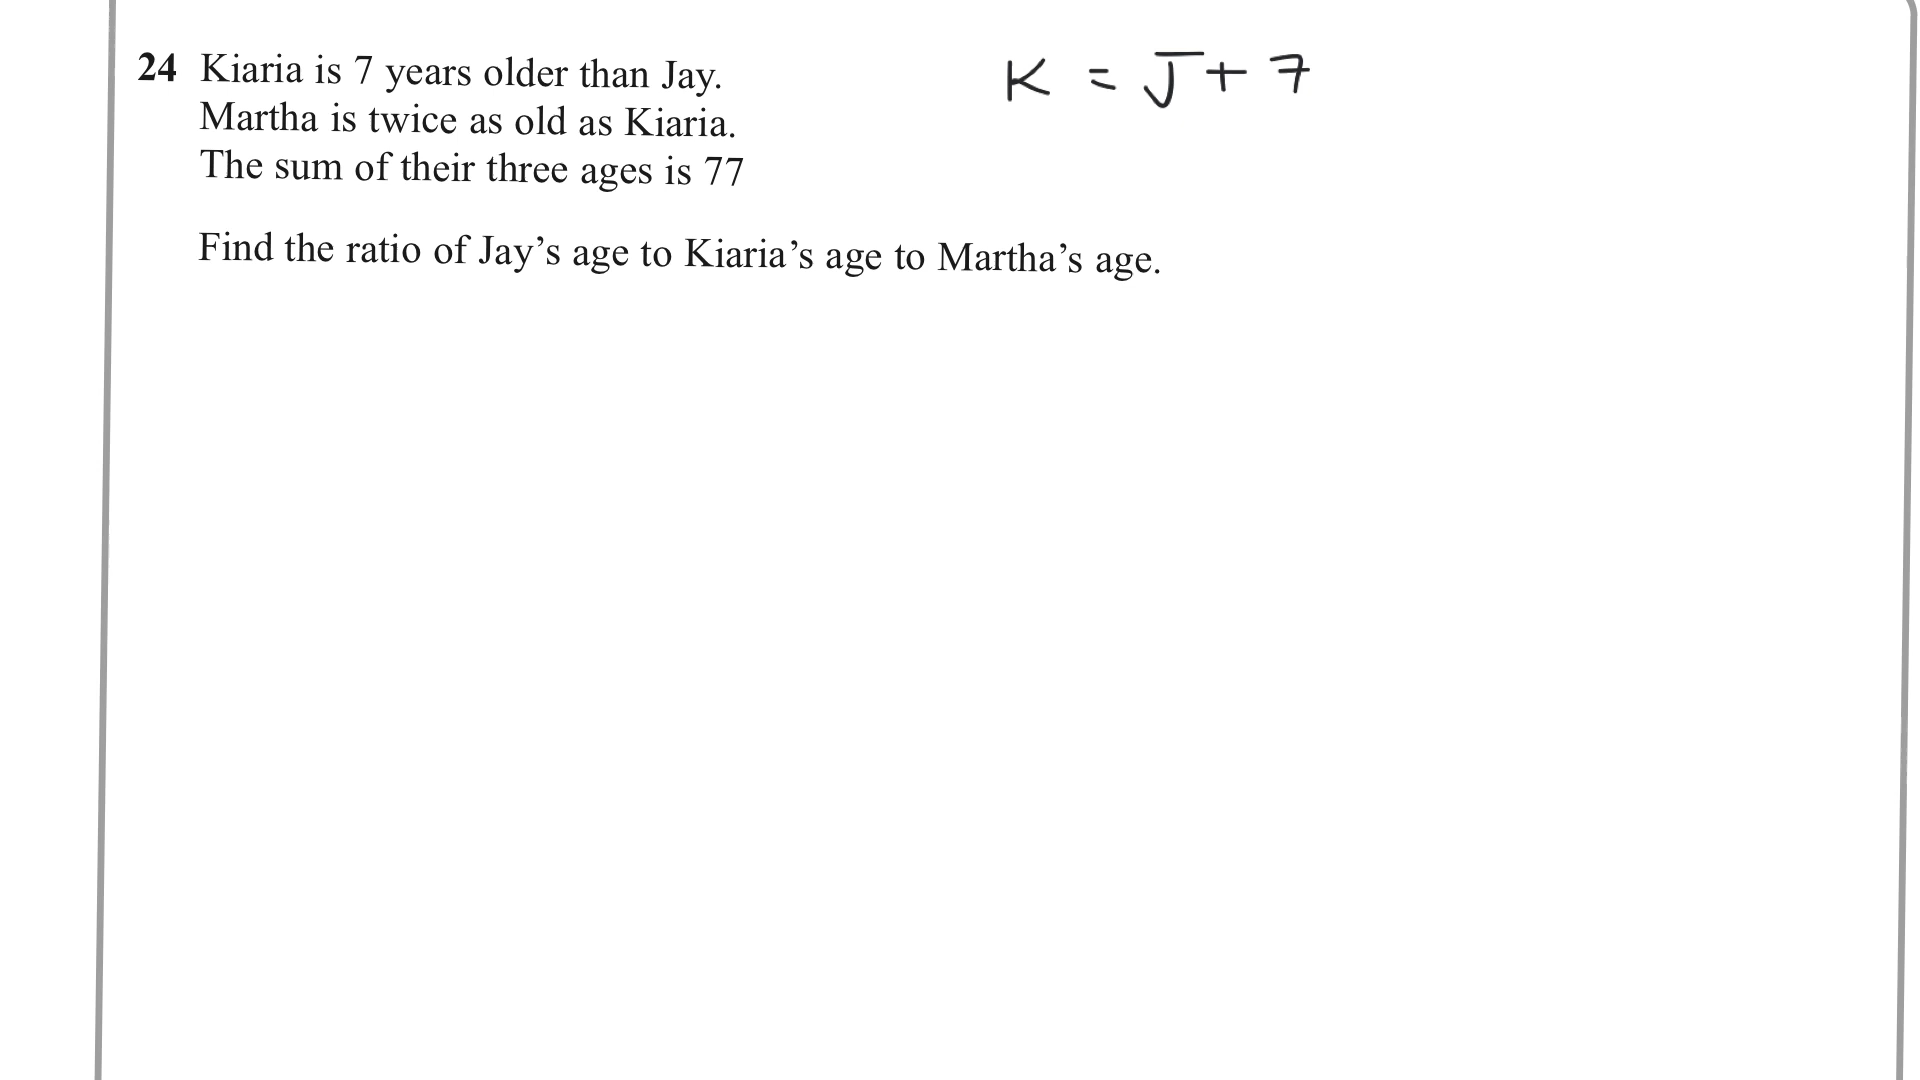 24 Kiaria is 7 years older than Jay.
K = J + 7
Martha is twice as old as Kiaria.
The sum of their three ages is 77
Find the ratio of Jay’s age to Kiaria’s age to Martha’s age.